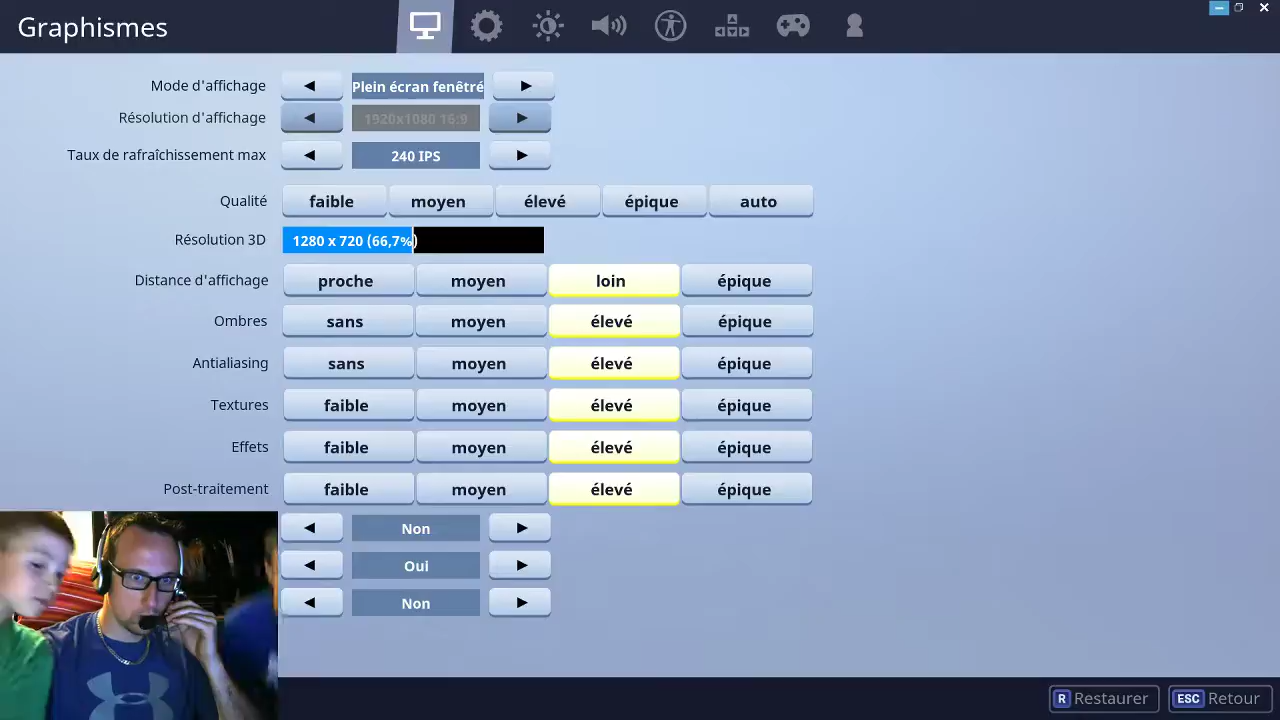 Graphismes
Mode d'affichage ◄ Plein écran fenêtré ►
Résolution d'affichage ◄ 1920x1080 16:9 ►
Taux de rafraîchissement max ◄ 240 IPS ►
Qualité faible moyen élevé épique auto
Résolution 3D 1280 x 720 (66,7%)
Distance d'affichage proche moyen loin épique
Ombres sans moyen élevé épique
Antialiasing sans moyen élevé épique
Textures faible moyen élevé épique
Effets faible moyen élevé épique
Post-traitement faible moyen élevé épique
◄ Non ►
◄ Oui ►
◄ Non ►
R Restaurer ESC Retour